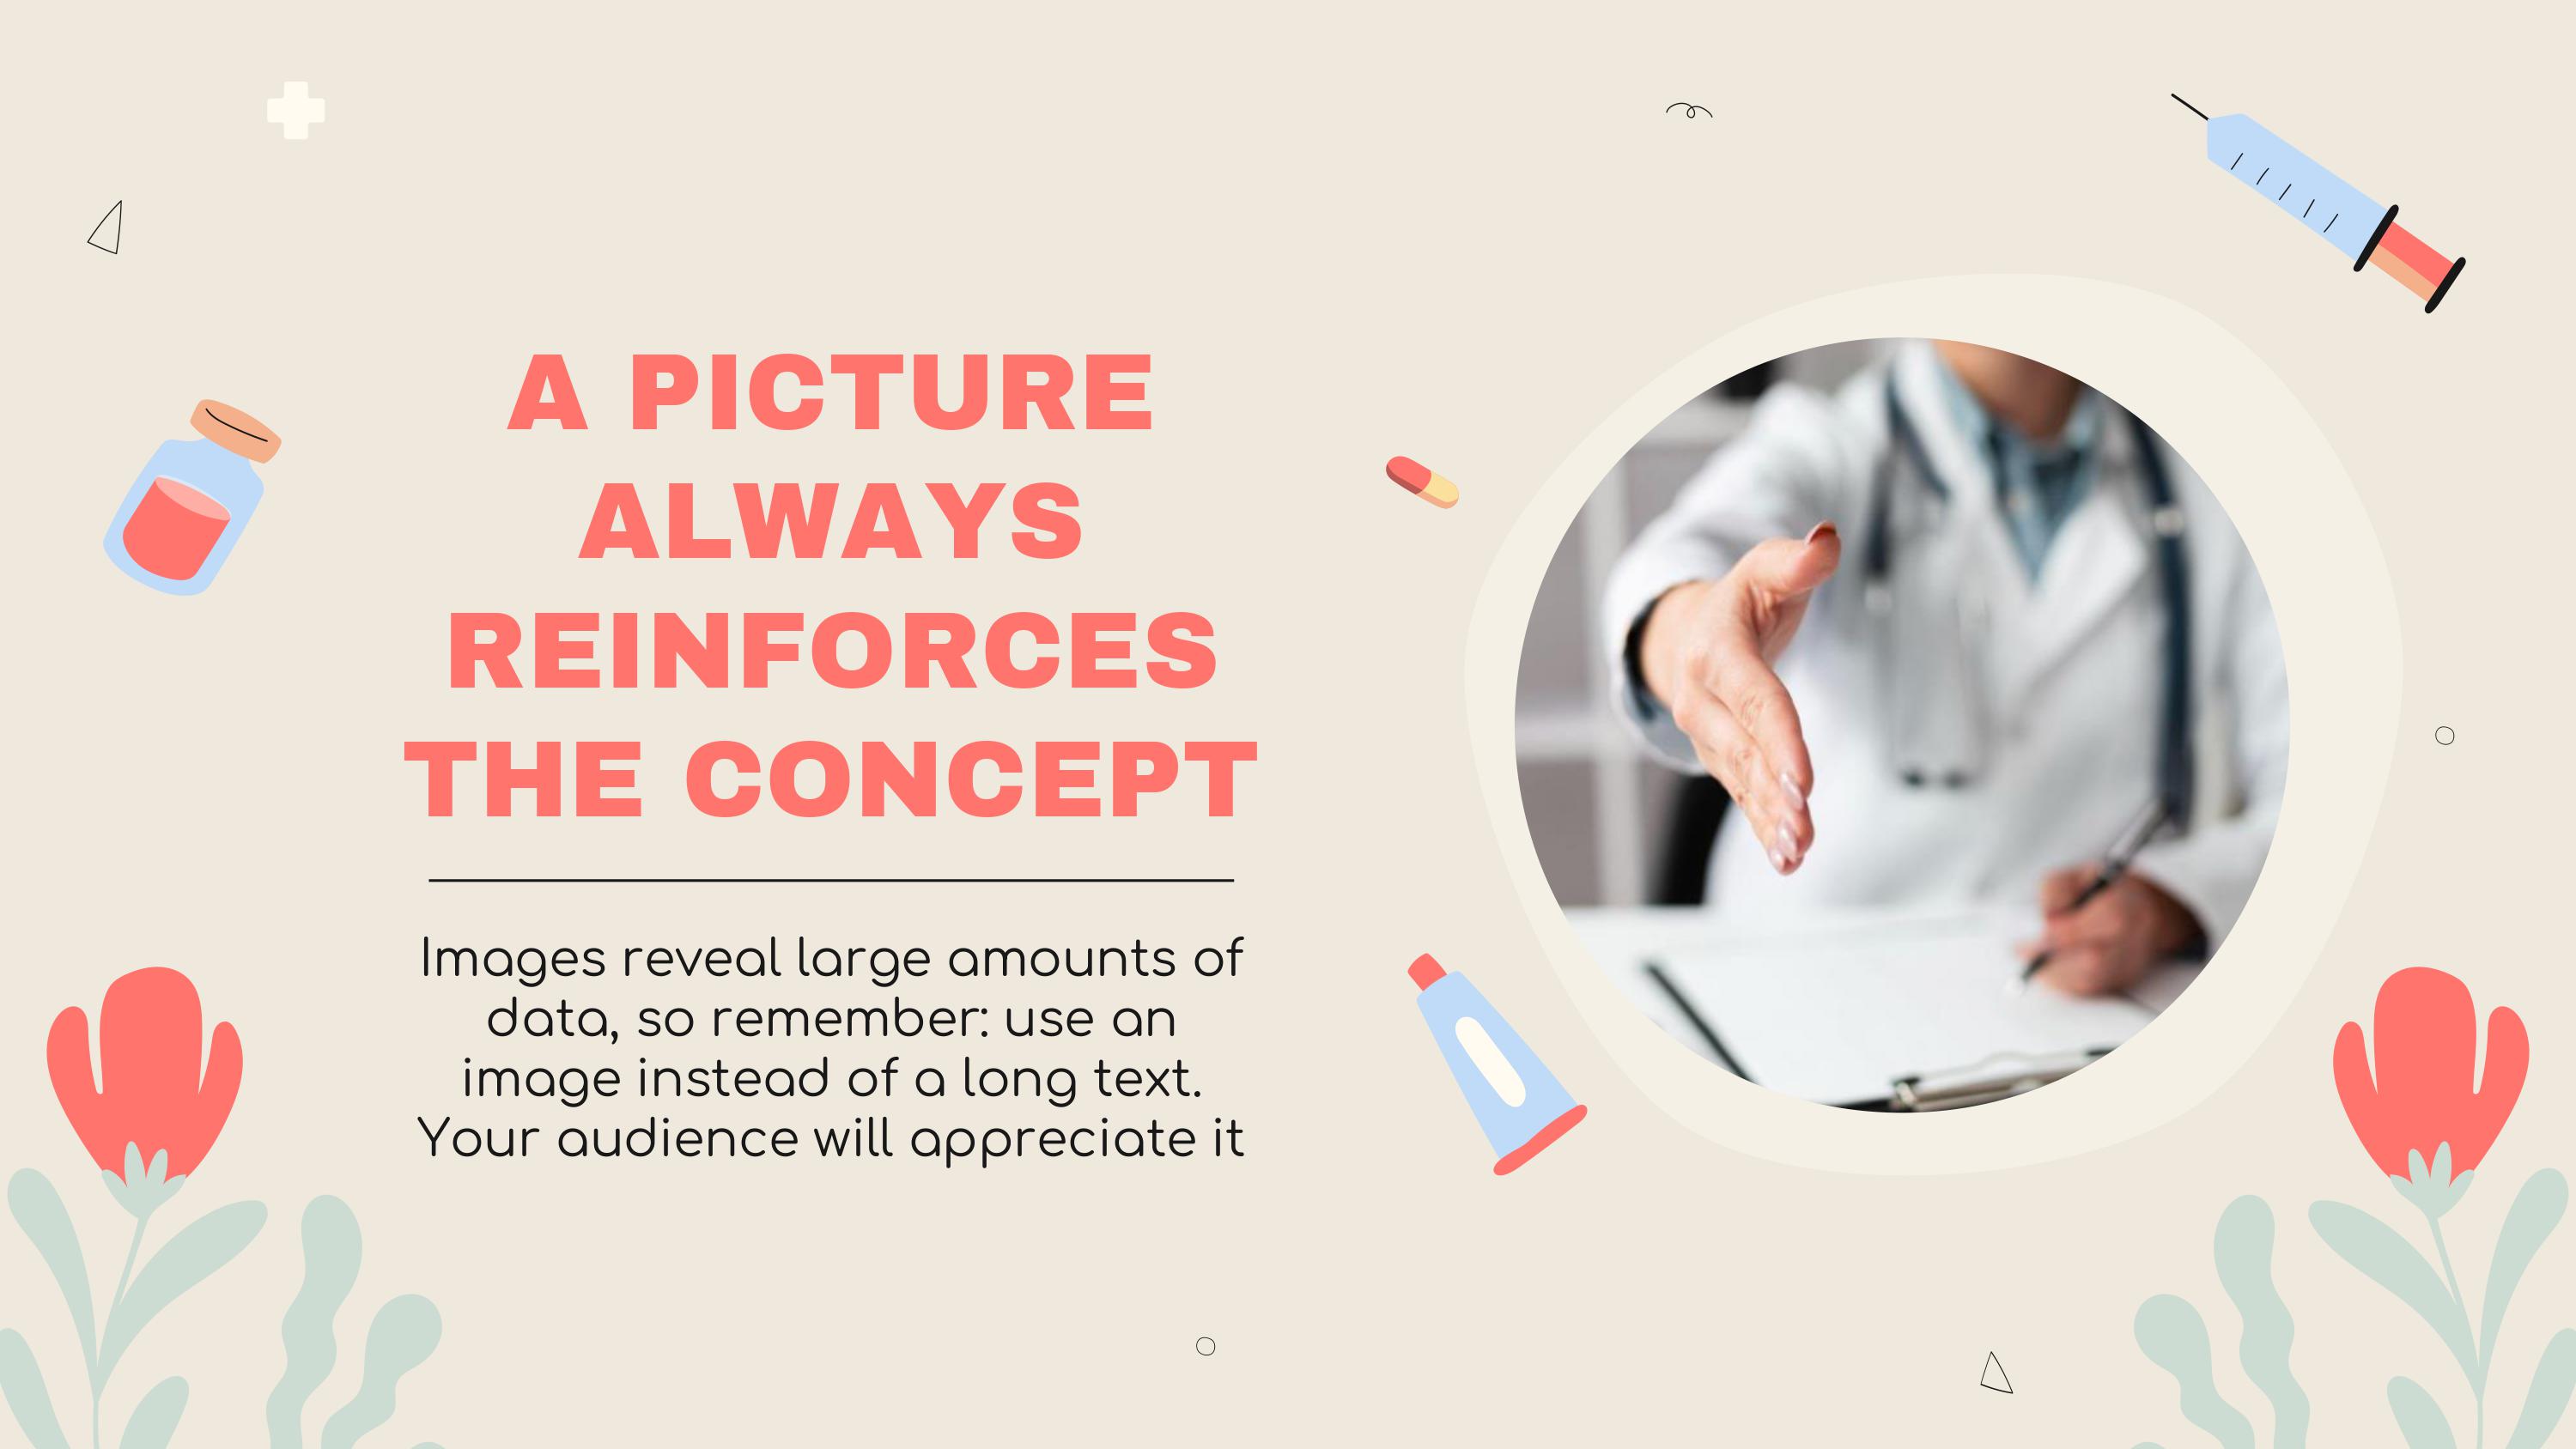 A PICTURE
ALWAYS
REINFORCES
THE CONCEPT
Images reveal large amounts of
data, so remember: use an
image instead of a long text.
Your audience will appreciate it